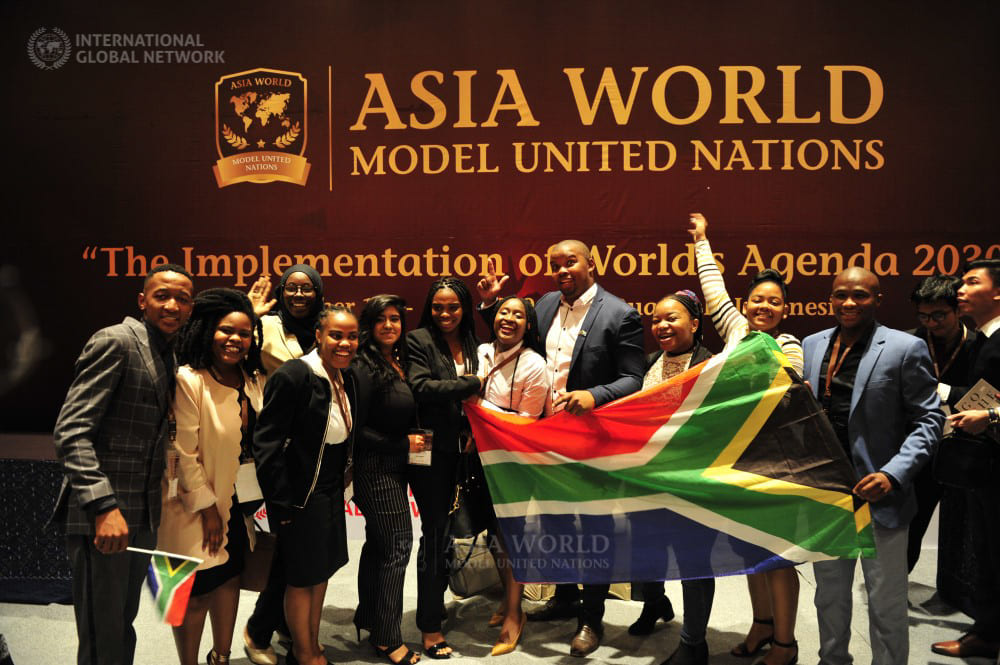 INTERNATIONAL
GLOBAL NETWORK
ASIA WORLD
MODEL UNITED
NATIONS
ASIA WORLD
MODEL UNITED NATIONS
“The Implementation of World's Agenda 2030
ASIA WORLD
MODEL UNITED NATIONS